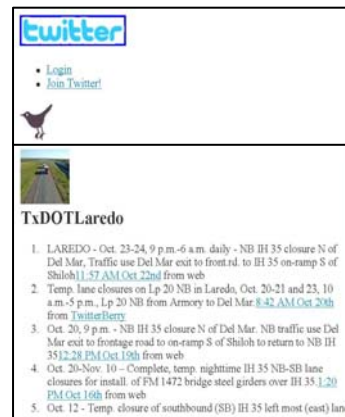 twitter
Login
Join Twitter!
TxDOTLaredo
1. LAREDO - Oct. 23-24, 9 p.m.-6 a.m. daily - NB IH 35 closure N of
Del Mar, Traffic use Del Mar exit to front.rd. to IH 35 on-ramp S of
Shiloh11:57 AM Oct 22nd from web
2. Temp. lane closures on Lp 20 NB in Laredo, Oct. 20-21 and 23, 10
a.m.-5 p.m., Lp 20 NB from Armory to Del Mar.8:42 AM Oct 20th
from TwitterBerry
3. Oct. 20, 9 p.m. - NB IH 35 closure N of Del Mar. NB traffic use Del
Mar exit to frontage road to on-ramp S of Shiloh to return to NB IH
3512:28 PM Oct 19th from web
4. Oct. 20-Nov. 10 – Complete, temp. nighttime IH 35 NB-SB lane
closures for install. of FM 1472 bridge steel girders over IH 35.1:20
PM Oct 16th from web
5. Oct. 12 - Temp. closure of southbound (SB) IH 35 left most (east) lan